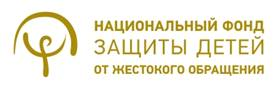 НАЦИОНАЛЬНЫЙ ФОНД
ЗАЩИТЫ ДЕТЕЙ
ОТ ЖЕСТОКОГО ОБРАЩЕНИЯ